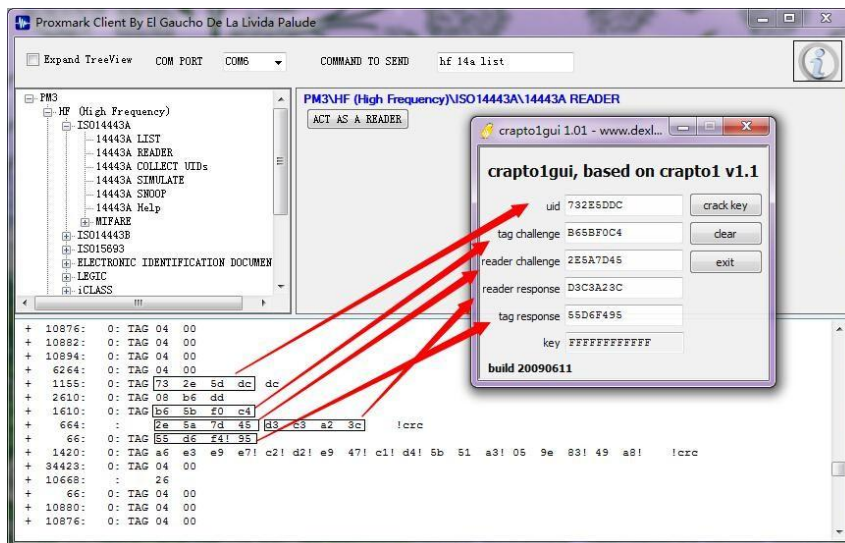 Proxmark Client By El Gaucho De La Livida Palude
Expand TreeView COM PORT COM6 COMMAND TO SEND hf 14a list
PM3
HF (High Frequency)
ISO14443A
14443A LIST
14443A READER
14443A COLLECT UIDs
14443A SIMULATE
14443A SNOOP
14443A Help
MIFARE
ISO14443B
ISO15693
ELECTRONIC IDENTIFICATION DOCUMEN
LEGIC
iCLASS
PM3\HF (High Frequency)\ISO14443A\14443A READER
ACT AS A READER
crapto1gui 1.01 - www.dexl...
crapto1gui, based on crapto1 v1.1
uid 732E5DDC crack key
tag challenge B65BF0C4 clear
reader challenge 2E5A7D45 exit
reader response D3C3A23C
tag response 55D6F495
key FFFFFFFFFFFF
build 20090611
+ 10876: 0: TAG 04 00
+ 10882: 0: TAG 04 00
+ 10894: 0: TAG 04 00
+ 6264: 0: TAG 04 00
+ 1155: 0: TAG 73 2e 5d dc dc
+ 2610: 0: TAG 08 b6 dd
+ 1610: 0: TAG b6 5b f0 c4
+ 664: : 2e 5a 7d 45 d3 c3 a2 3c !crc
+ 66: 0: TAG 55 d6 f4! 95
+ 1420: 0: TAG a6 e3 e9 e7! c2! d2! e9 47! c1! d4! 5b 51 a3! 05 9e 83! 49 a8! !crc
+ 34423: 0: TAG 04 00
+ 10668: : 26
+ 66: 0: TAG 04 00
+ 10880: 0: TAG 04 00
+ 10876: 0: TAG 04 00